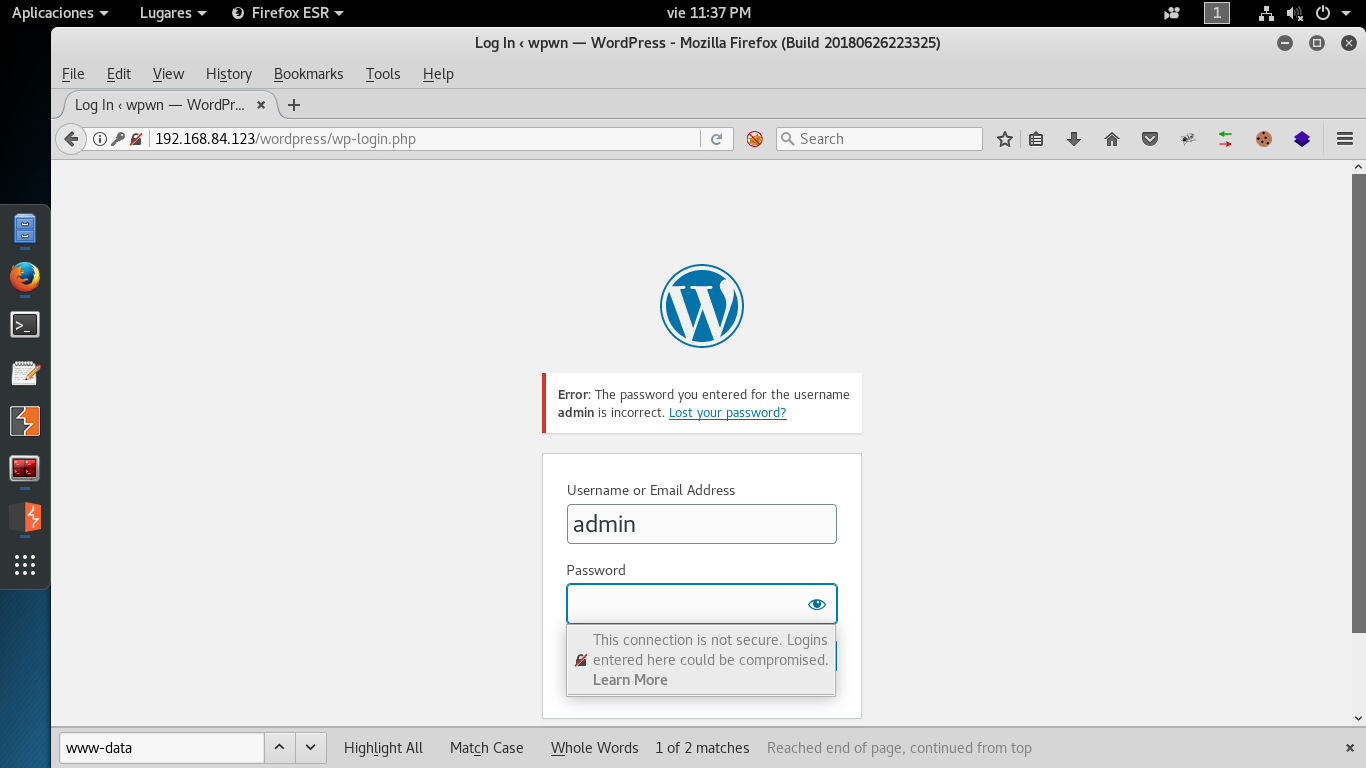 Aplicaciones Lugares Firefox ESR vie 11:37 PM 1
Log In ‹ wpwn — WordPress - Mozilla Firefox (Build 20180626223325)
File Edit View History Bookmarks Tools Help
Log In ‹ wpwn — WordPr...
192.168.84.123/wordpress/wp-login.php Search
Error: The password you entered for the username
admin is incorrect. Lost your password?
Username or Email Address
admin
Password
This connection is not secure. Logins
entered here could be compromised.
Learn More
www-data Highlight All Match Case Whole Words 1 of 2 matches Reached end of page, continued from top